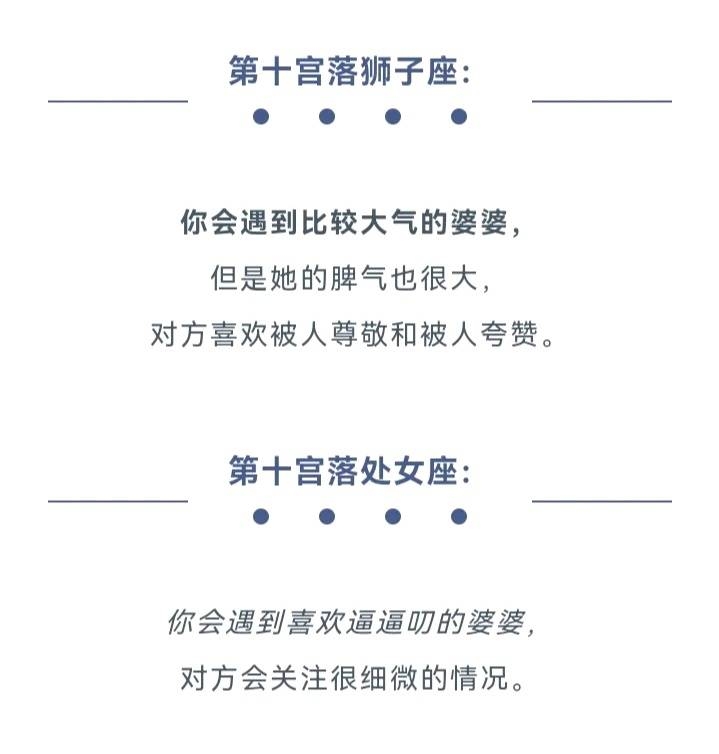 第十宫落狮子座：
你会遇到比较大气的婆婆，
但是她的脾气也很大，
对方喜欢被人尊敬和被人夸赞。
第十宫落处女座：
你会遇到喜欢逼逼叨的婆婆，
对方会关注很细微的情况。